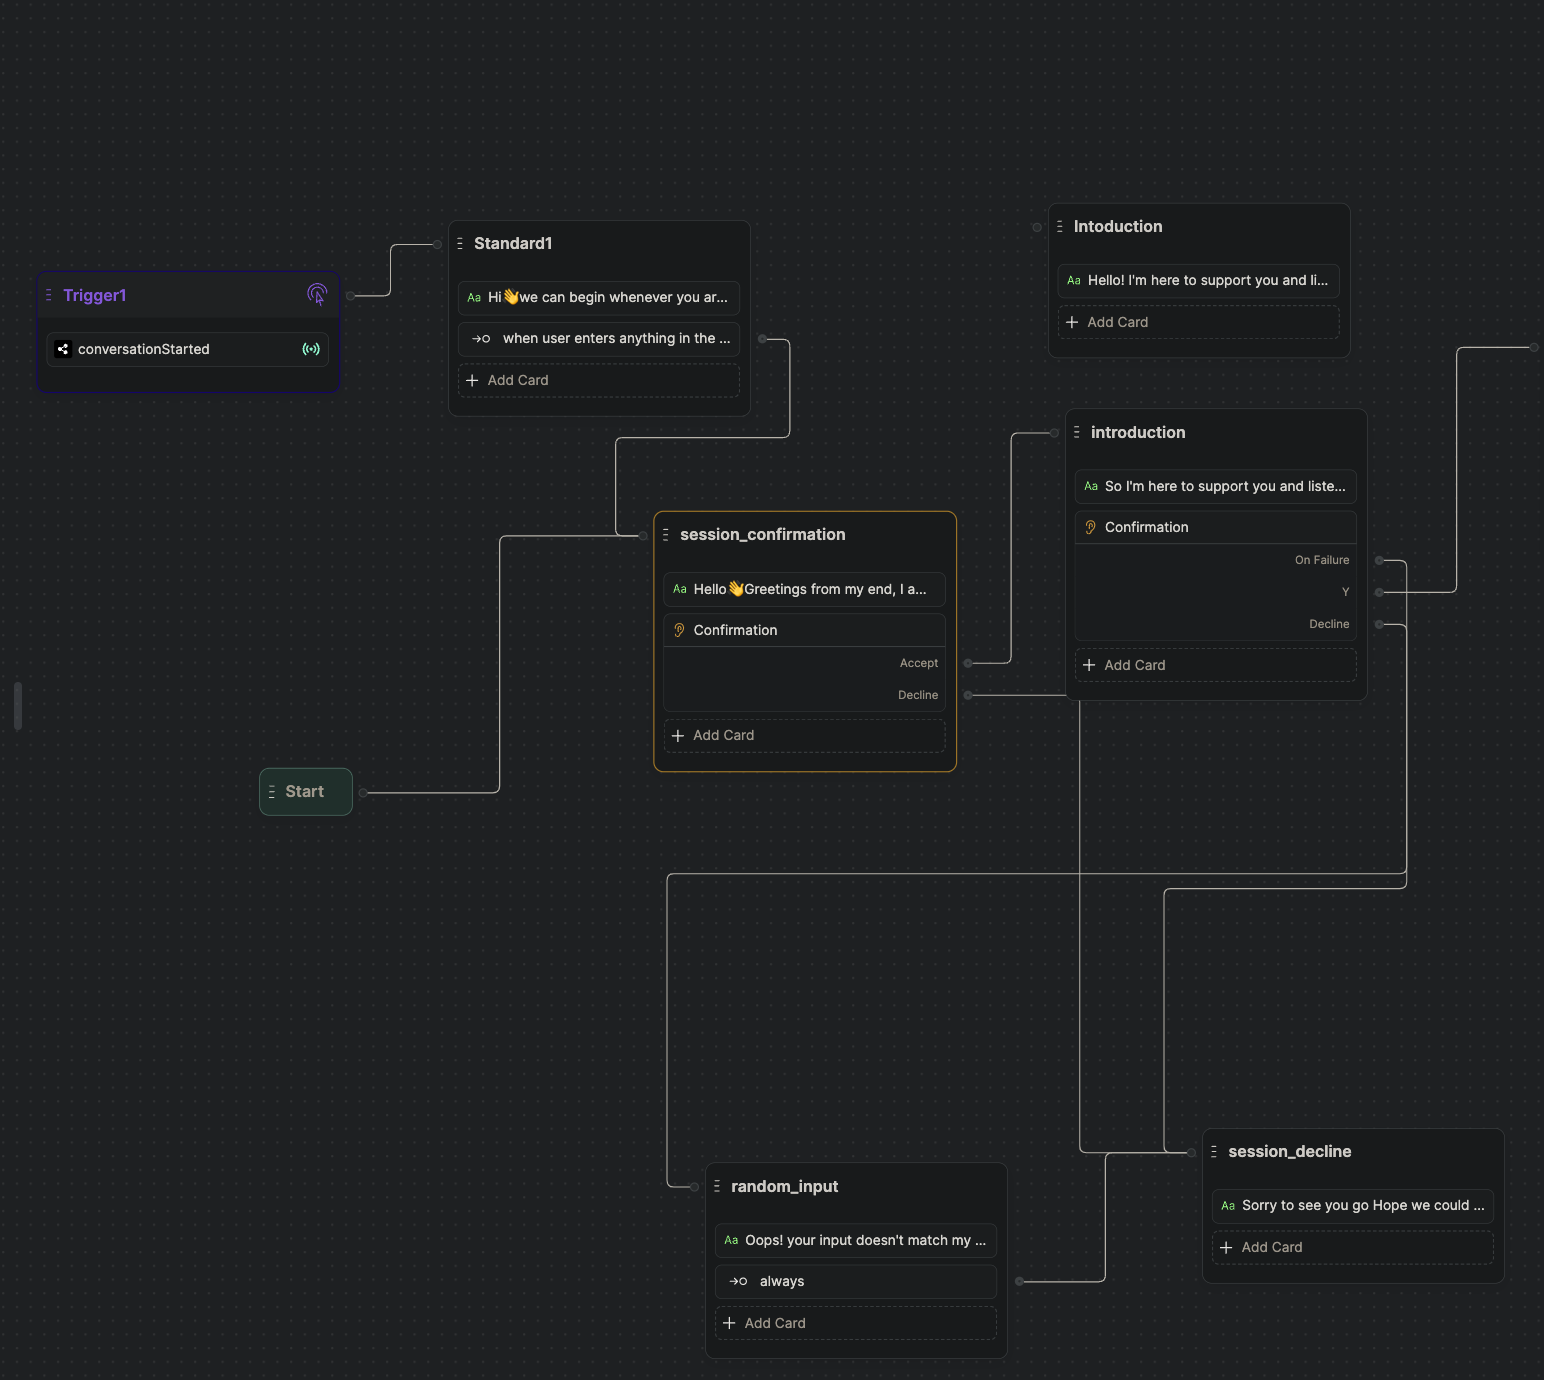 Trigger1
conversationStarted
Standard1
Aa Hi👋we can begin whenever you ar...
when user enters anything in the ...
+ Add Card
Intoduction
Aa Hello! I'm here to support you and li...
+ Add Card
introduction
Aa So I'm here to support you and liste...
Confirmation
On Failure
Y
Decline
+ Add Card
session_confirmation
Aa Hello👋Greetings from my end, I a...
Confirmation
Accept
Decline
+ Add Card
Start
random_input
Aa Oops! your input doesn't match my ...
always
+ Add Card
session_decline
Aa Sorry to see you go Hope we could ...
+ Add Card